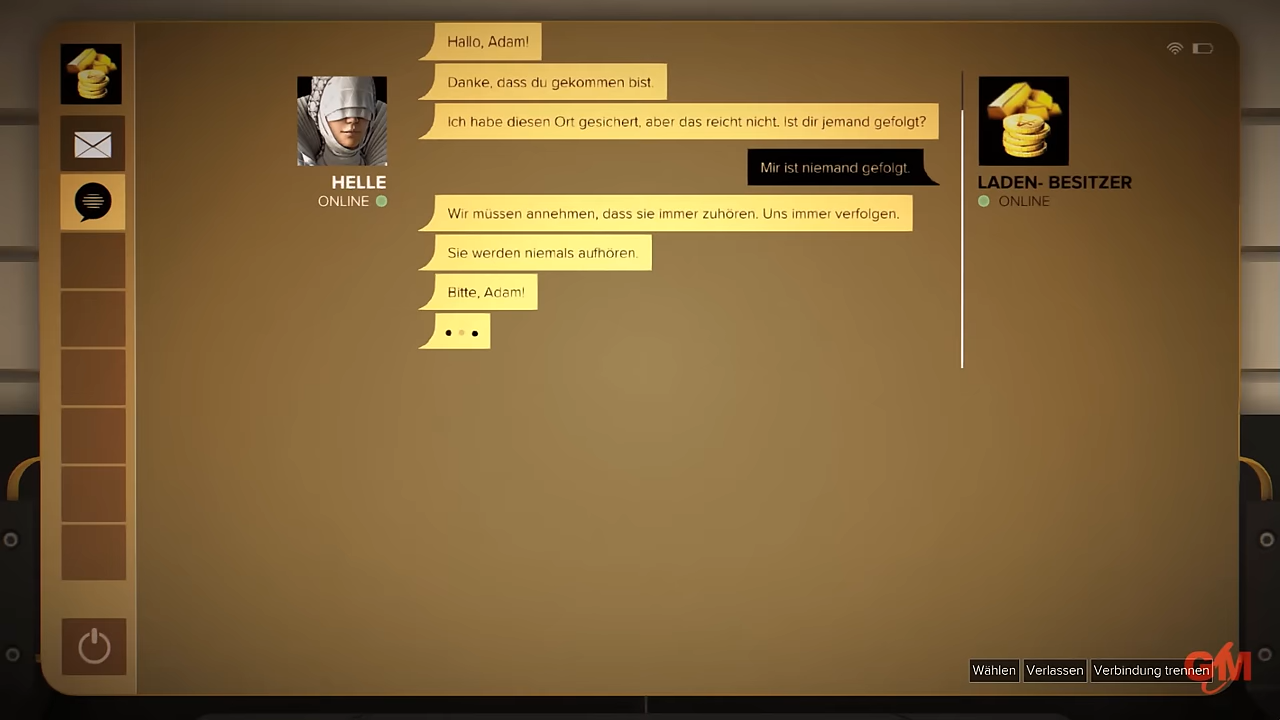 Hallo, Adam!
Danke, dass du gekommen bist.
Ich habe diesen Ort gesichert, aber das reicht nicht. Ist dir jemand gefolgt?
Mir ist niemand gefolgt.
HELLE
ONLINE
LADEN- BESITZER
ONLINE
Wir müssen annehmen, dass sie immer zuhören. Uns immer verfolgen.
Sie werden niemals aufhören.
Bitte, Adam!
Wählen Verlassen Verbindung trennen
GM